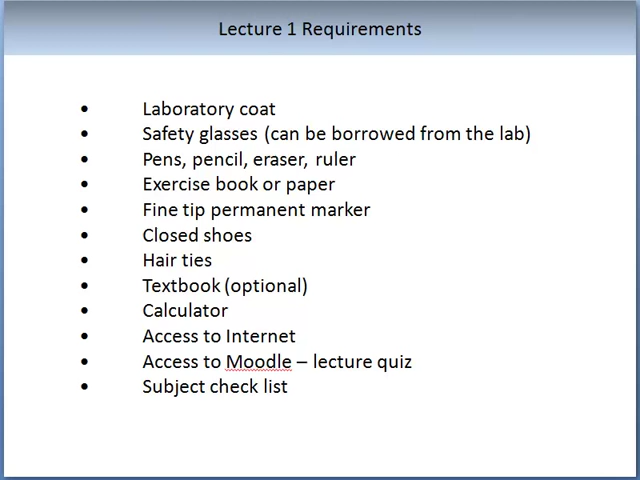 Lecture 1 Requirements
• Laboratory coat
• Safety glasses (can be borrowed from the lab)
• Pens, pencil, eraser, ruler
• Exercise book or paper
• Fine tip permanent marker
• Closed shoes
• Hair ties
• Textbook (optional)
• Calculator
• Access to Internet
• Access to Moodle – lecture quiz
• Subject check list